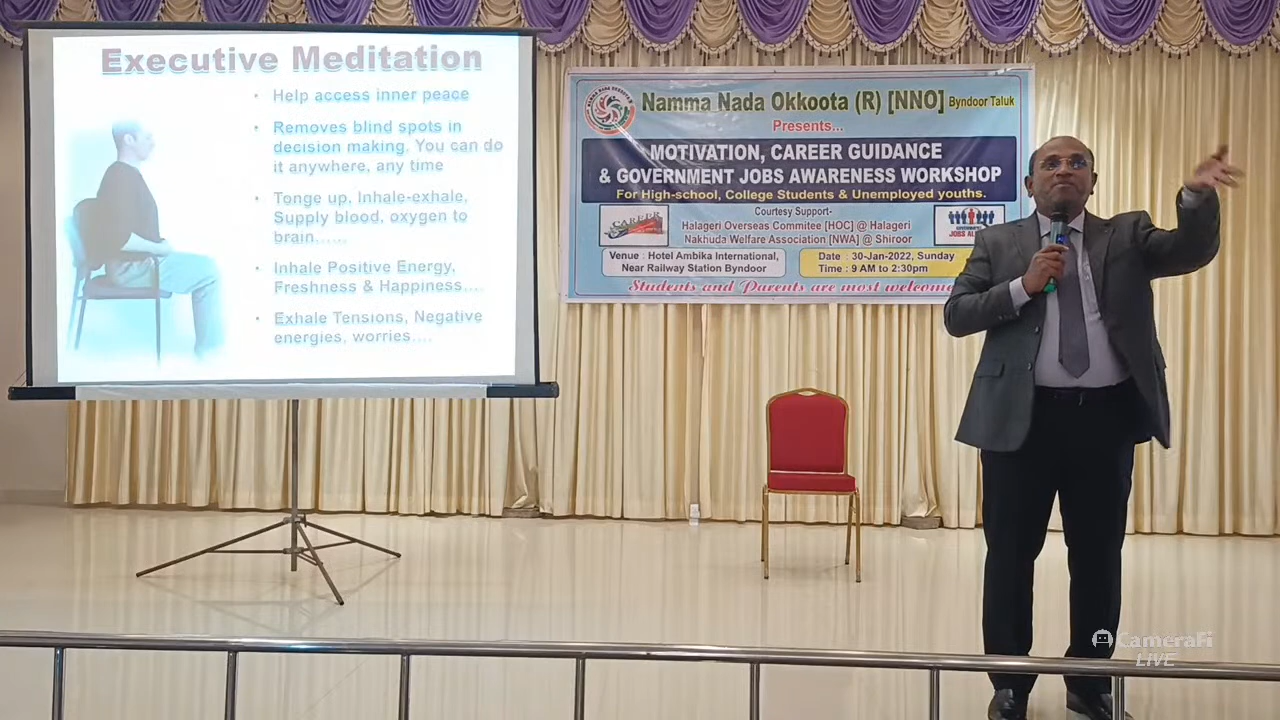 Executive Meditation
• Help access inner peace
• Removes blind spots in
decision making. You can do
it anywhere, any time
• Tonge up, Inhale-exhale,
Supply blood, oxygen to
brain......
• Inhale Positive Energy,
Freshness & Happiness....
• Exhale Tensions, Negative
energies, worries....
Namma Nada Okkoota (R) [NNO] Byndoor Taluk
Presents...
MOTIVATION, CAREER GUIDANCE
& GOVERNMENT JOBS AWARENESS WORKSHOP
For High-school, College Students & Unemployed youths.
CAREER
Courtesy Support-
Halageri Overseas Commitee [HOC] @ Halageri
Nakhuda Welfare Association [NWA] @ Shiroor
GOVERNMENT
JOBS
Venue : Hotel Ambika International,
Near Railway Station Byndoor
Date : 30-Jan-2022, Sunday
Time : 9 AM to 2:30pm
Students and Parents are most welcome
CameraFi
LIVE